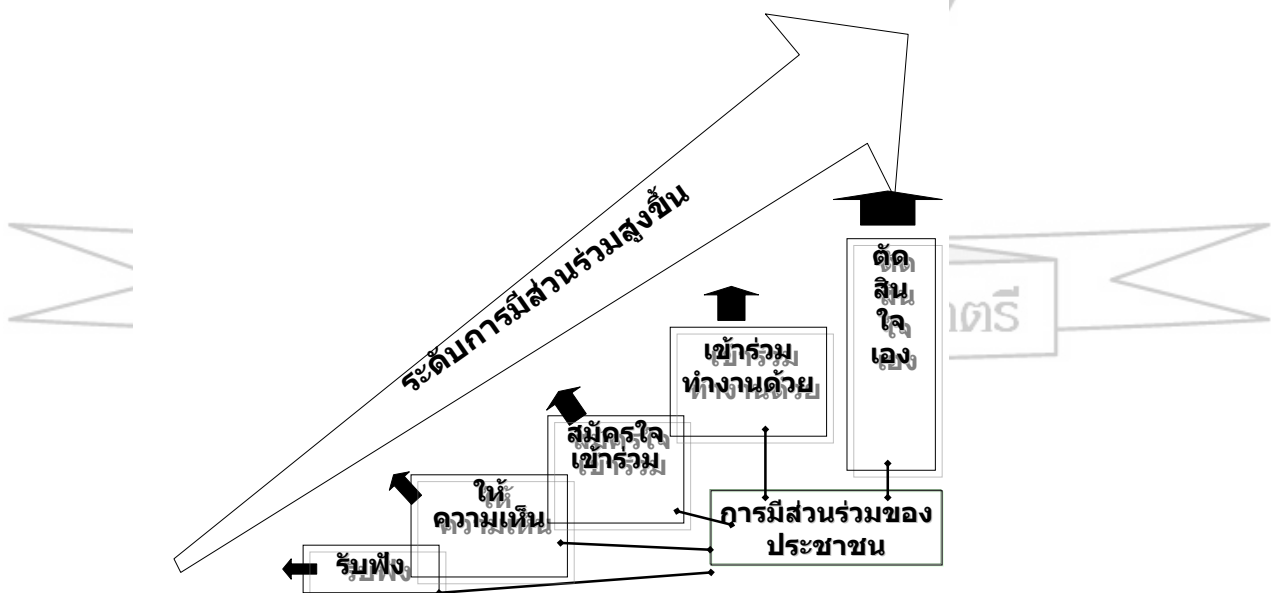 ระดับการมีส่วนร่วมสูงขึ้น
ตัด
สิน
ใจ
เอง
เข้าร่วม
ทำงานด้วย
สมัครใจ
เข้าร่วม
ให้
ความเห็น
รับฟัง
การมีส่วนร่วมของ
ประชาชน